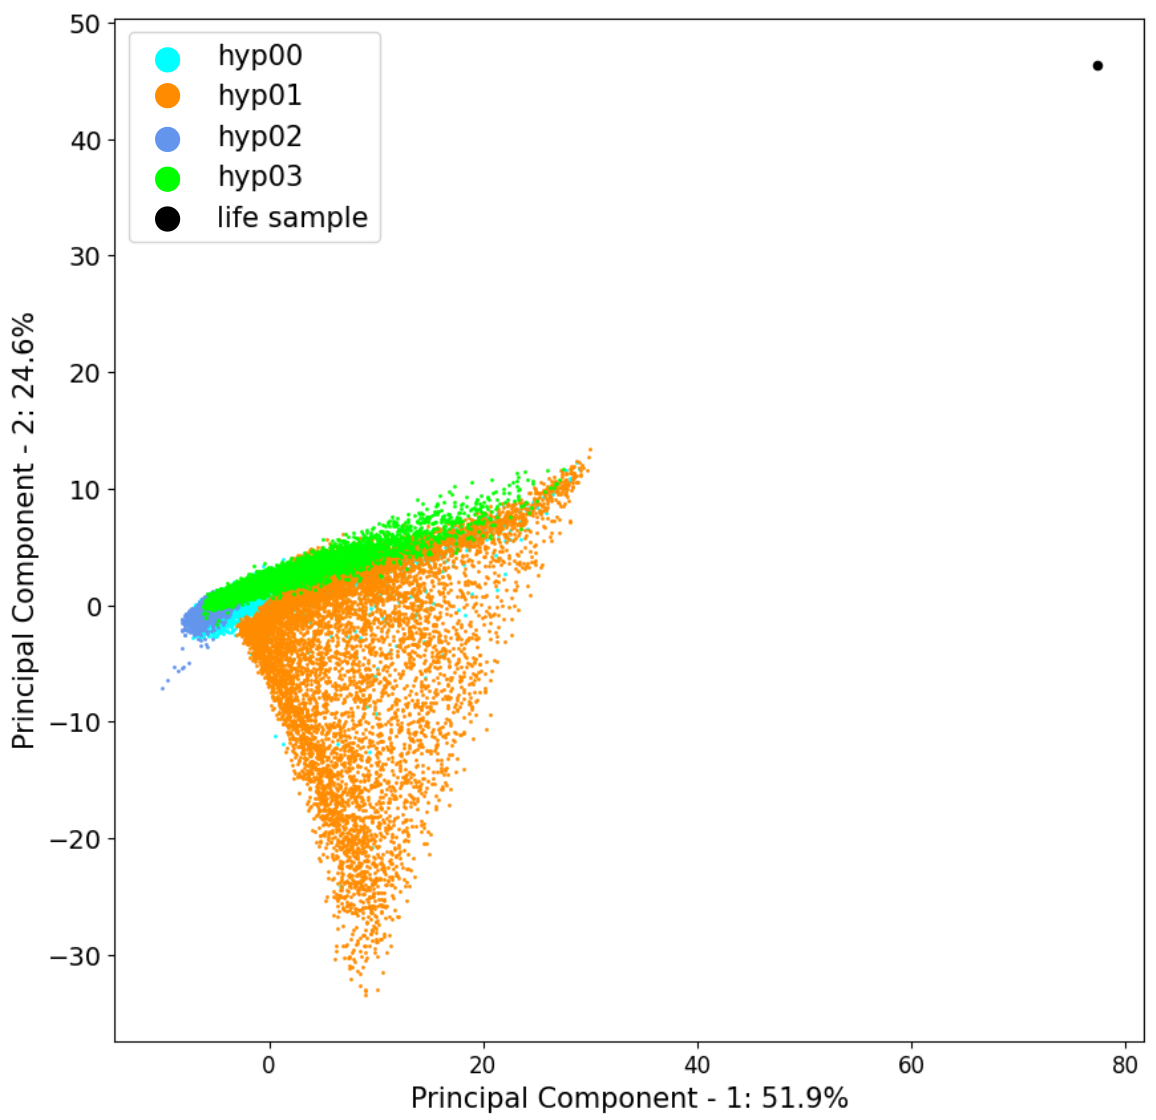 hyp00
hyp01
hyp02
hyp03
life sample
50
40
30
20
10
0
−10
−20
−30
Principal Component - 2: 24.6%
0 20 40 60 80
Principal Component - 1: 51.9%